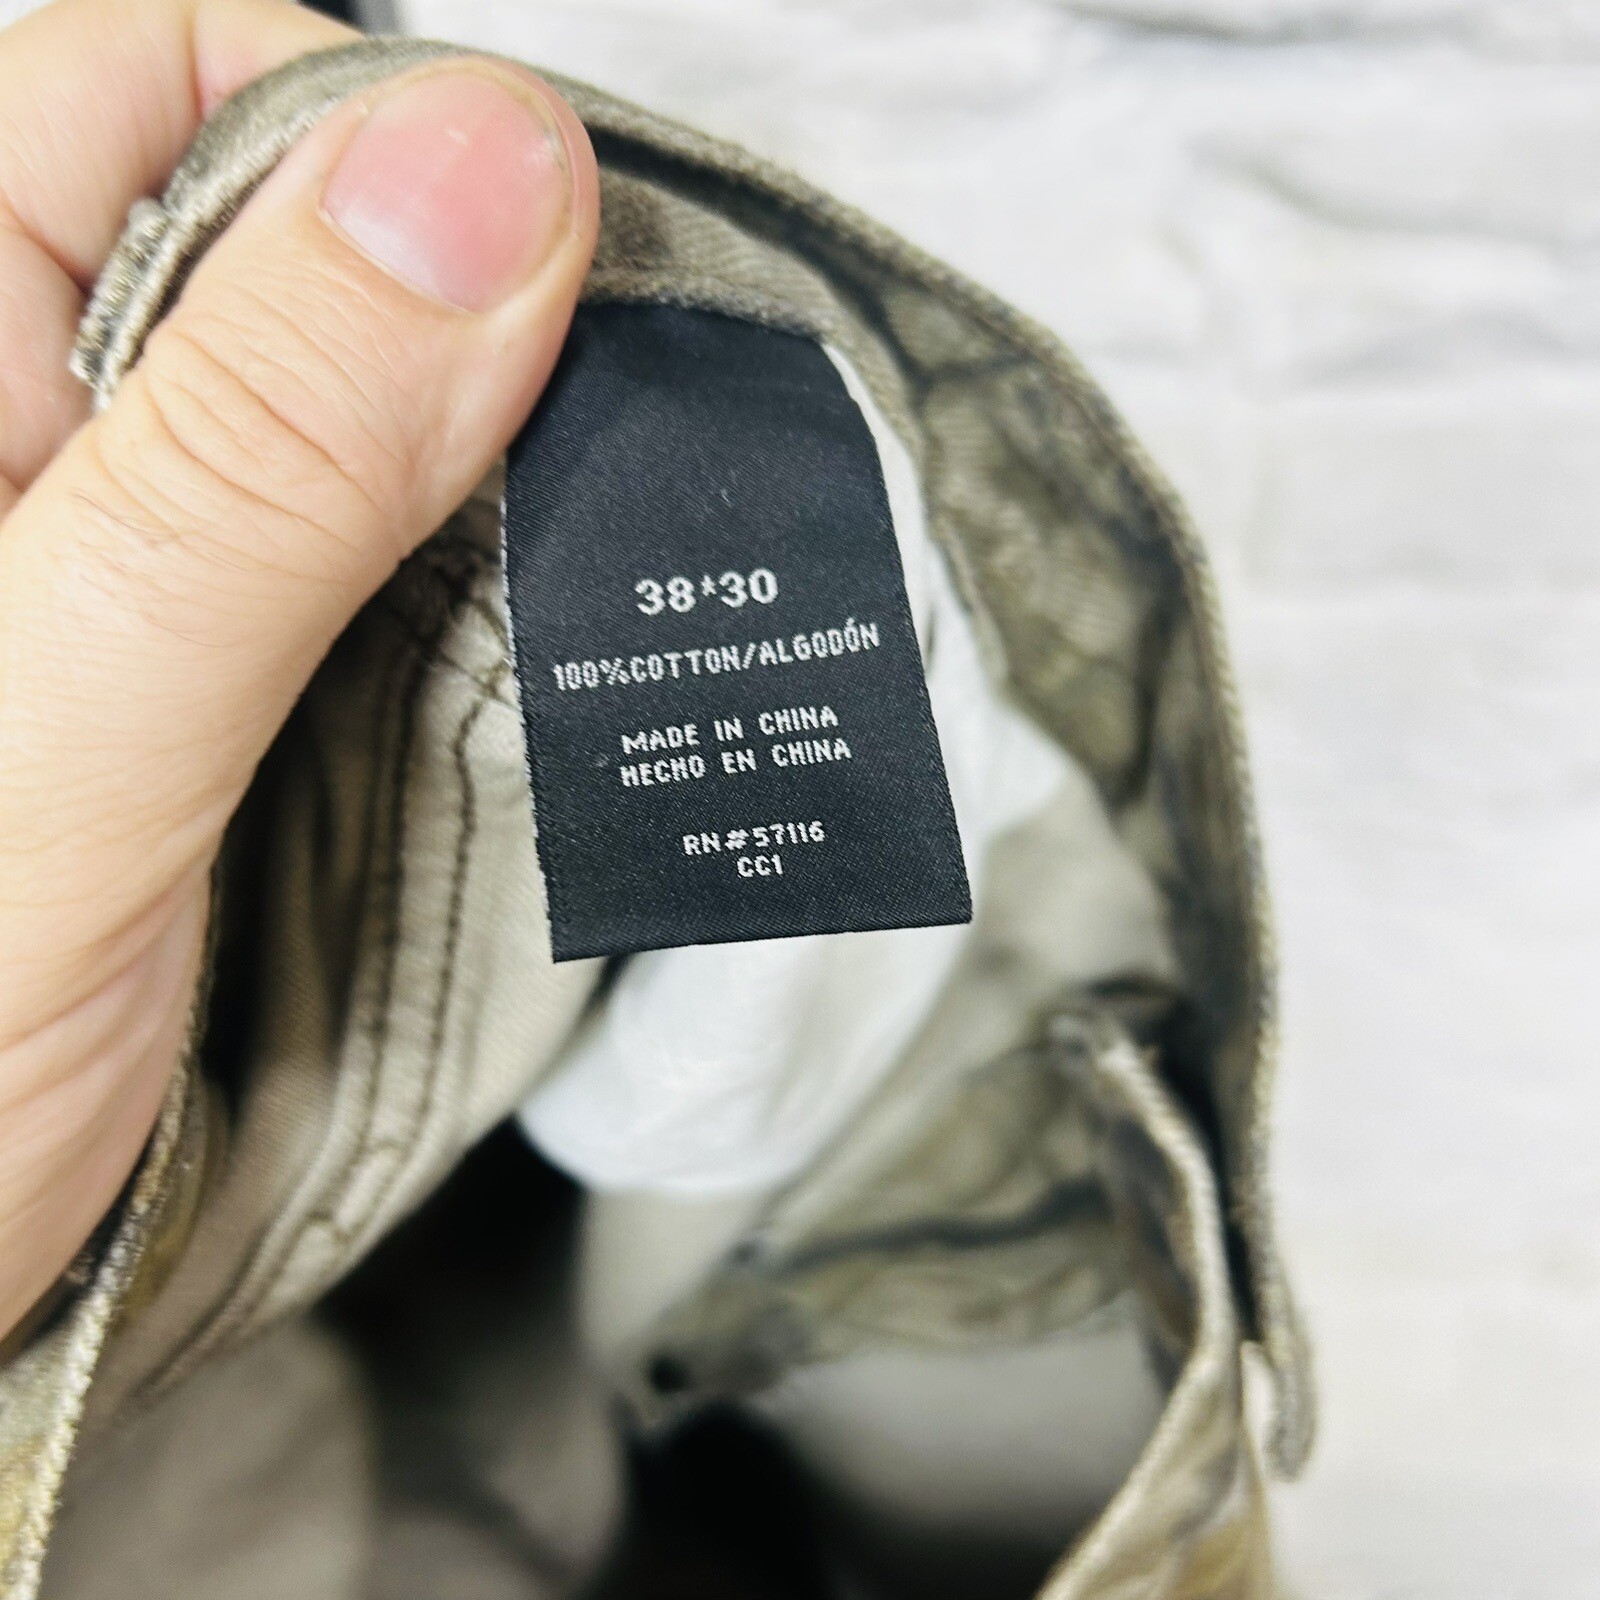 38*30
100%COTTON/ALGODÓN
MADE IN CHINA
HECHO EN CHINA
RN#57116
CC1